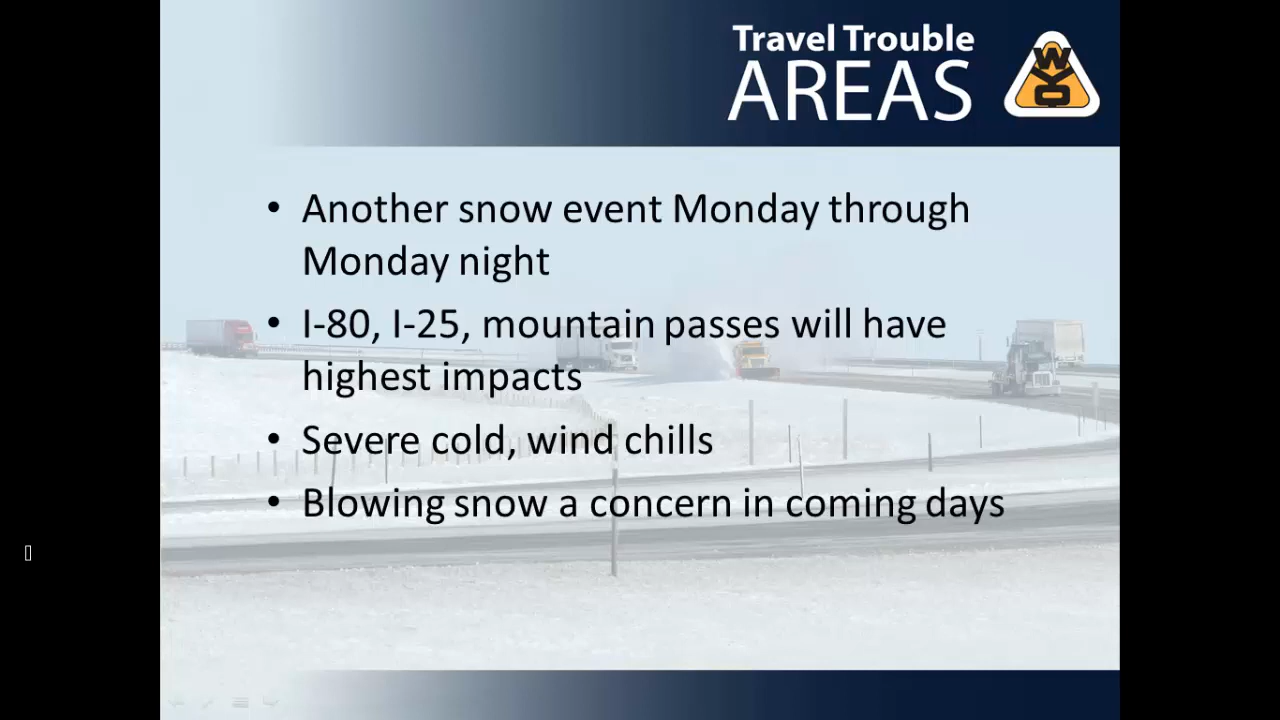 Travel Trouble
AREAS
WYO
• Another snow event Monday through
Monday night
• I-80, I-25, mountain passes will have
highest impacts
• Severe cold, wind chills
• Blowing snow a concern in coming days